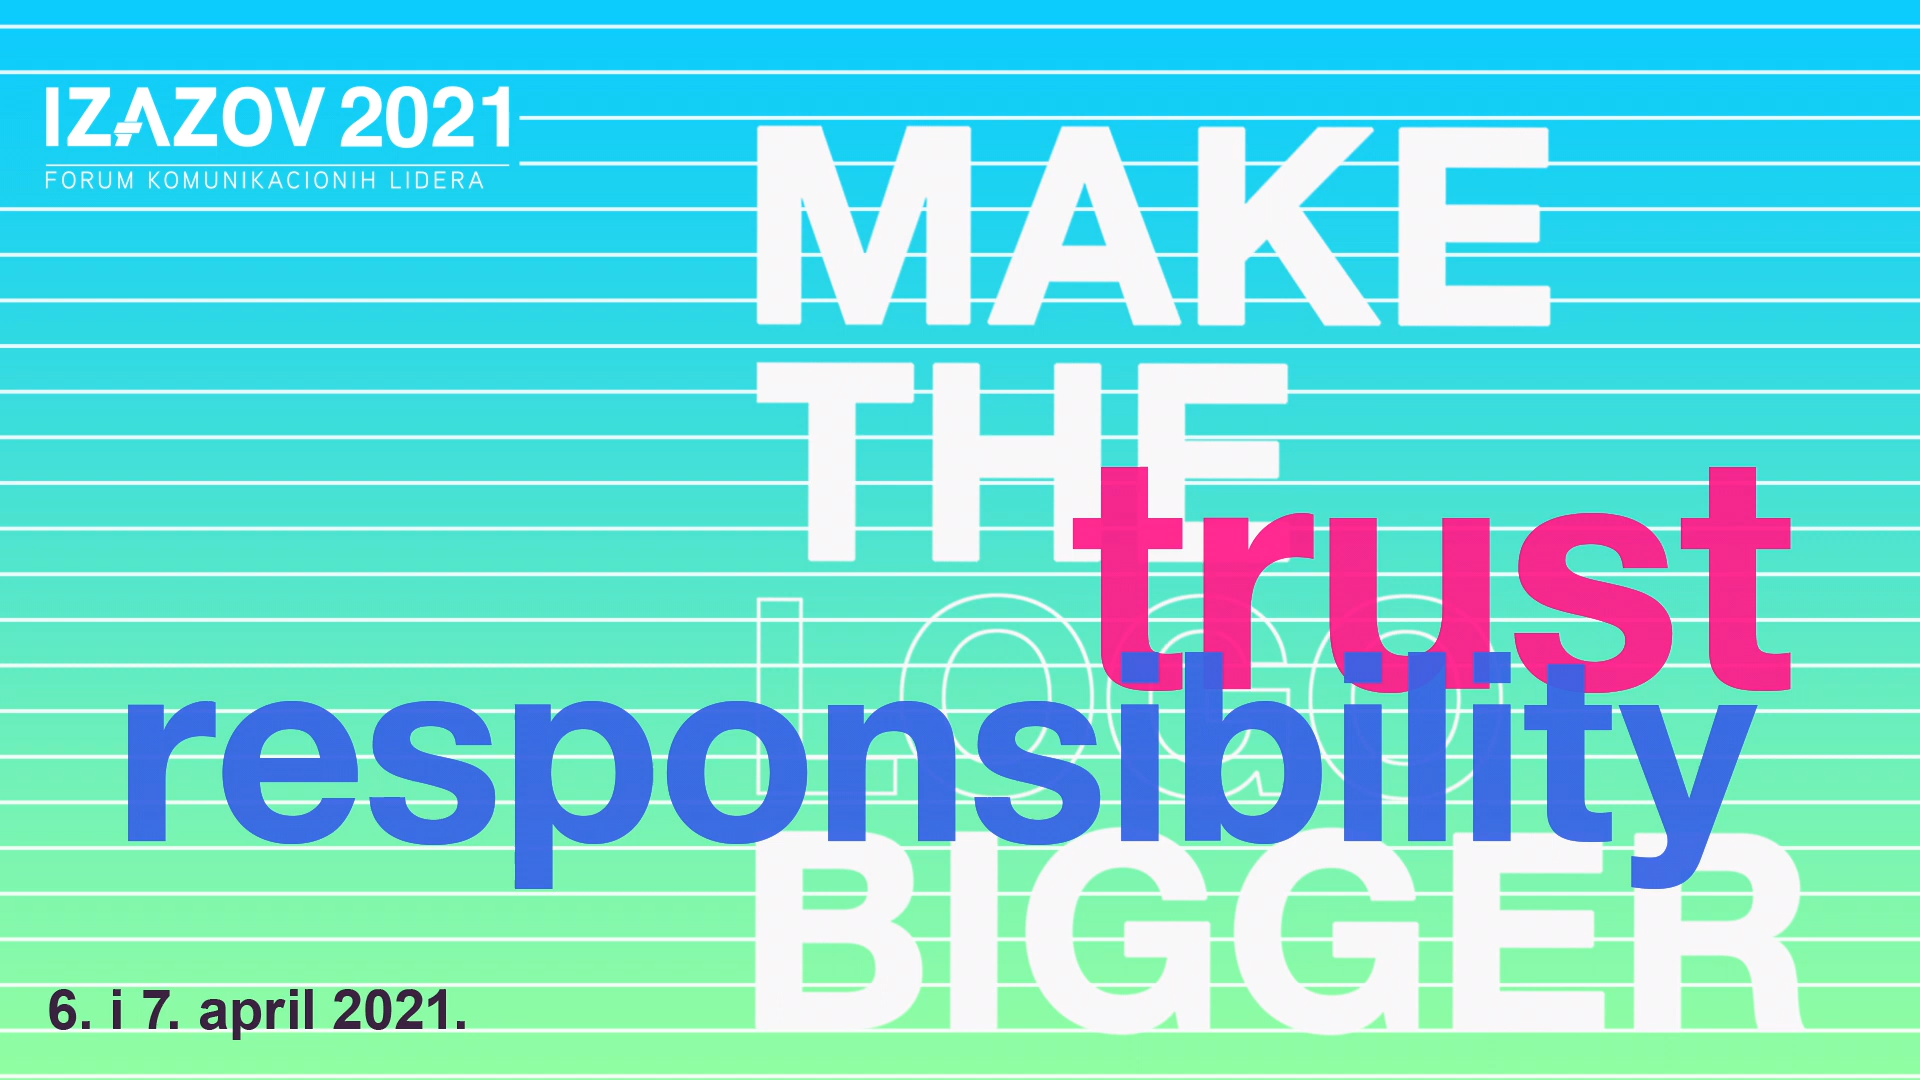 IZAZOV 2021
FORUM KOMUNIKACIONIH LIDERA
MAKE
THE
trust
LOGO
responsibility
BIGGER
6. i 7. april 2021.